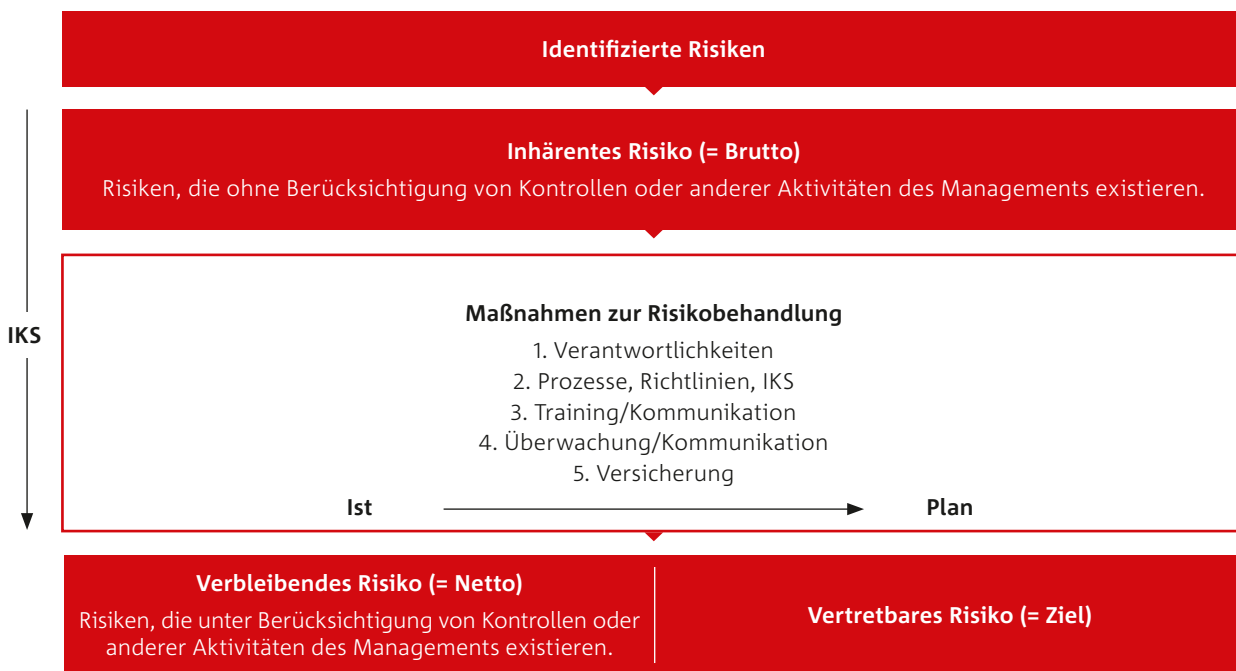 Identifizierte Risiken
Inhärentes Risiko (= Brutto)
Risiken, die ohne Berücksichtigung von Kontrollen oder anderer Aktivitäten des Managements existieren.
IKS
Maßnahmen zur Risikobehandlung
1. Verantwortlichkeiten
2. Prozesse, Richtlinien, IKS
3. Training/Kommunikation
4. Überwachung/Kommunikation
5. Versicherung
Ist
Plan
Verbleibendes Risiko (= Netto)
Risiken, die unter Berücksichtigung von Kontrollen oder
anderer Aktivitäten des Managements existieren.
Vertretbares Risiko (= Ziel)